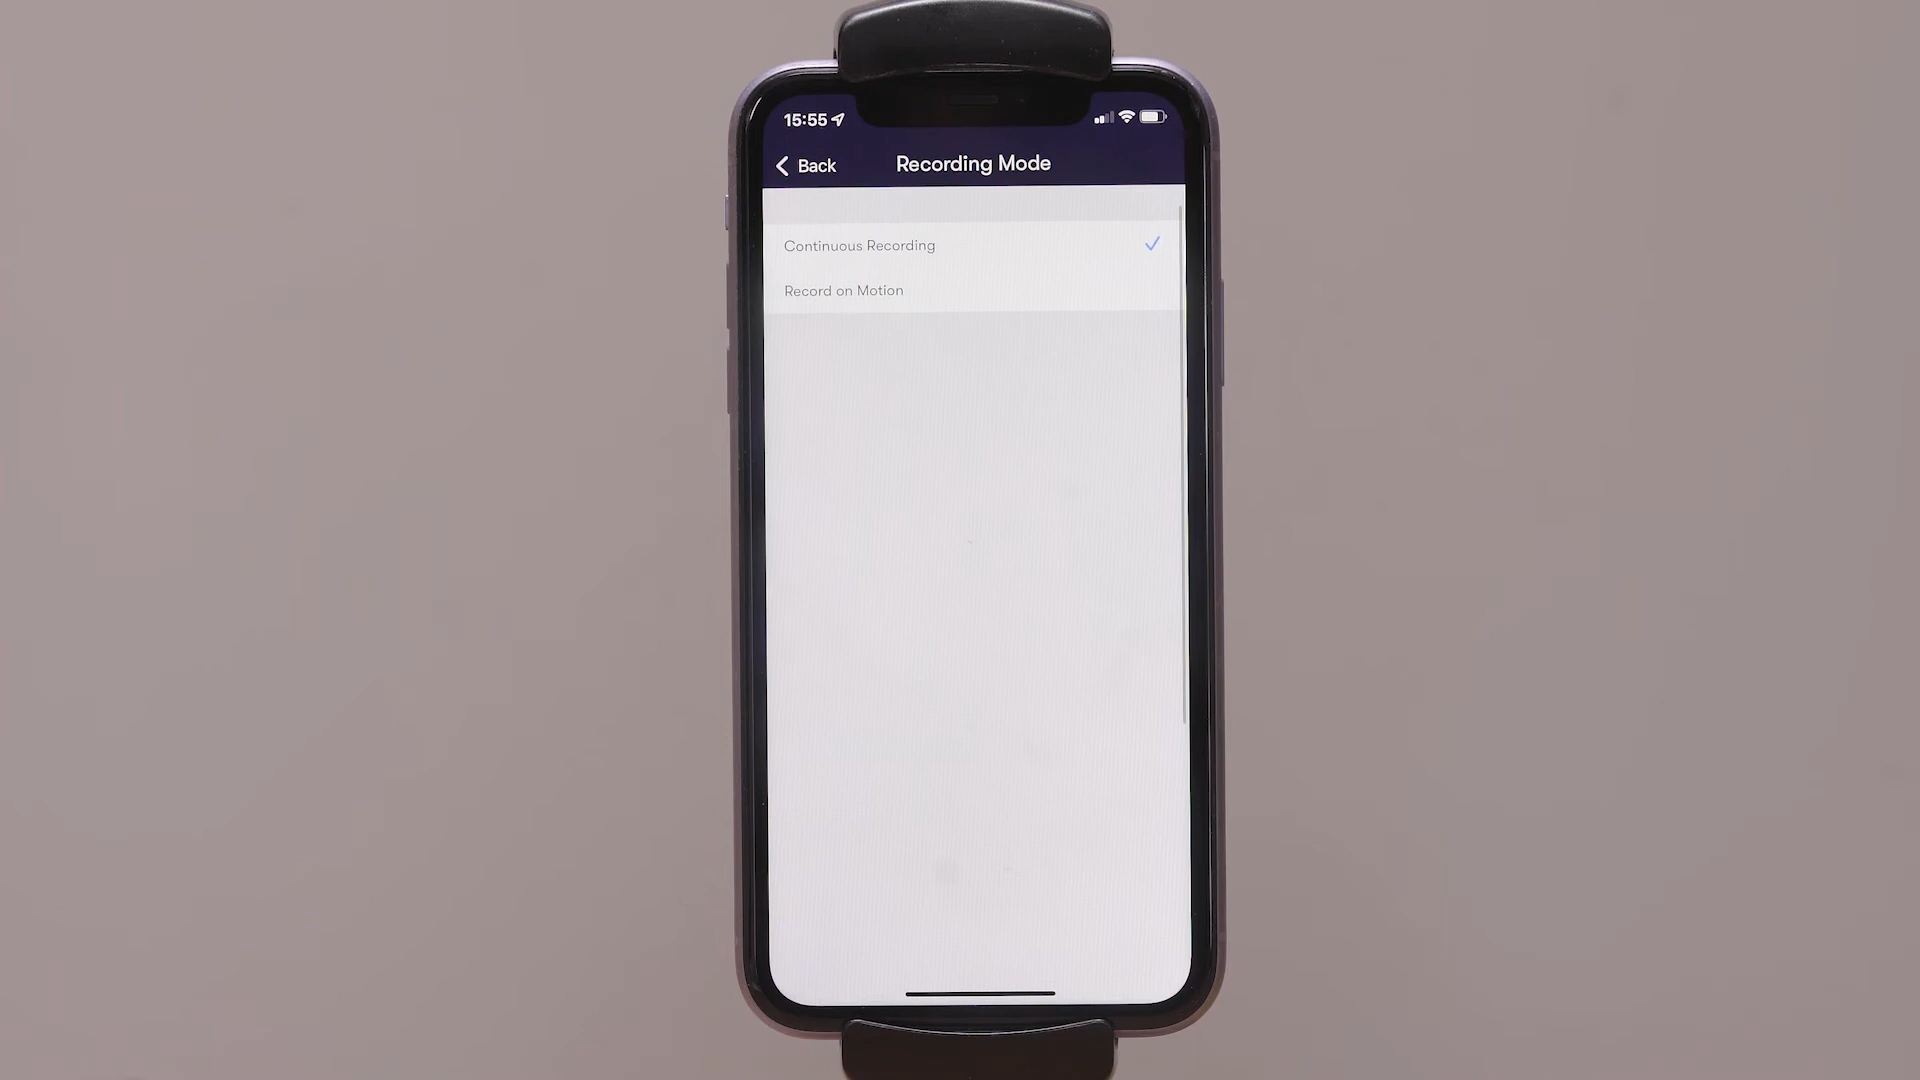 15:55
Back
Recording Mode
Continuous Recording
Record on Motion